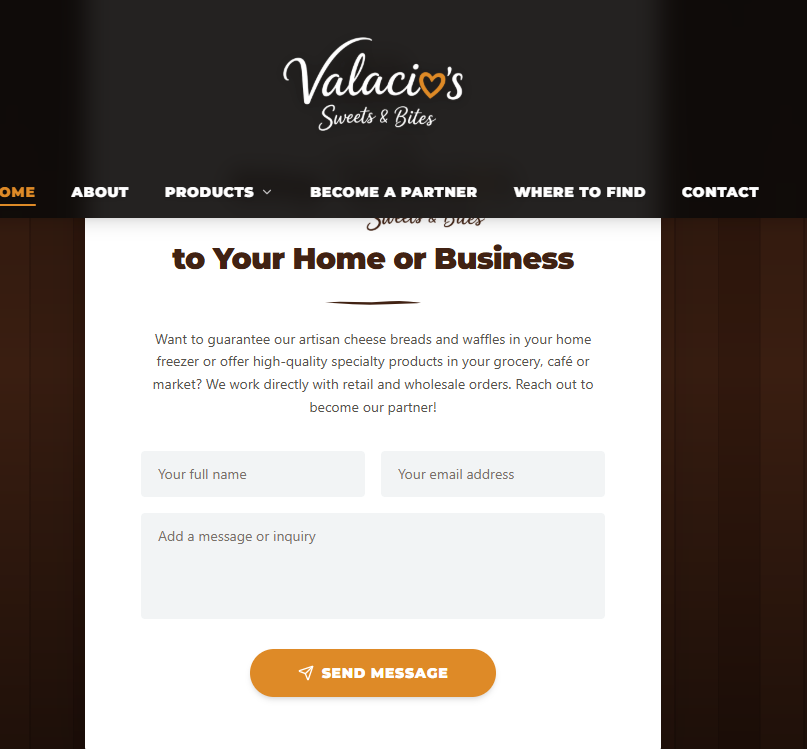 Valacio's
Sweets & Bites
OME
ABOUT
PRODUCTS
BECOME A PARTNER
WHERE TO FIND
CONTACT
Sweets & Bites
to Your Home or Business
Want to guarantee our artisan cheese breads and waffles in your home
freezer or offer high-quality specialty products in your grocery, café or
market? We work directly with retail and wholesale orders. Reach out to
become our partner!
Your full name
Your email address
Add a message or inquiry
SEND MESSAGE